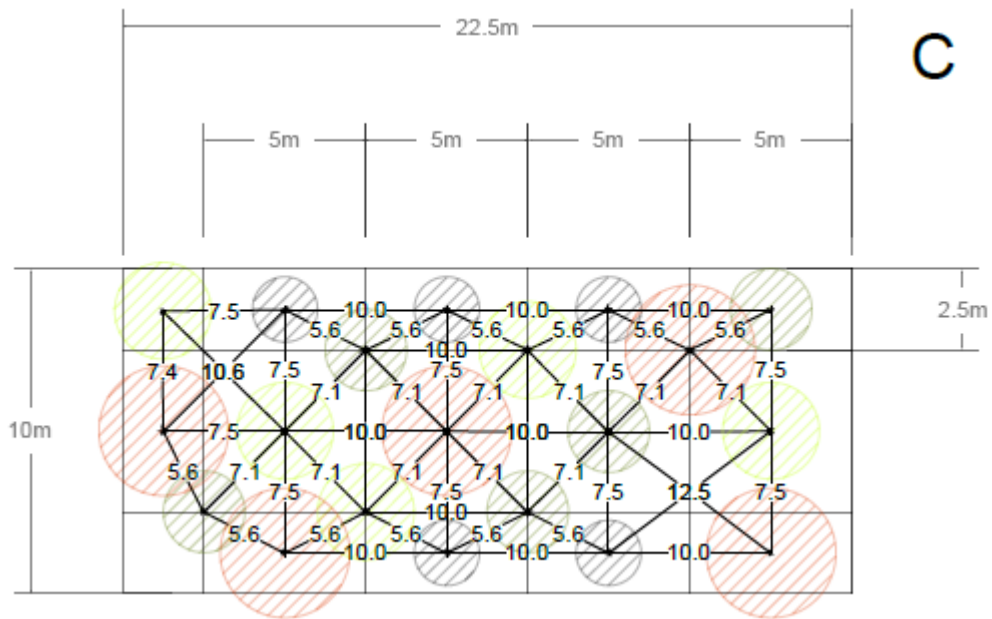 22.5m
C
5m 5m 5m 5m
2.5m
7.5 10.0 10.0 10.0
5.6 5.6 5.6 5.6 5.6 5.6
10.0
7.4 10.6 7.5 7.5 7.5 7.5
7.1 7.1 7.1 7.1 7.1 7.1
10m
7.5 10.0 10.0 10.0
5.6 7.1 7.1 7.1 7.1 7.1
7.5 7.5 7.5 12.5 7.5
10.0
5.6 5.6 5.6 5.6
10.0 10.0 10.0